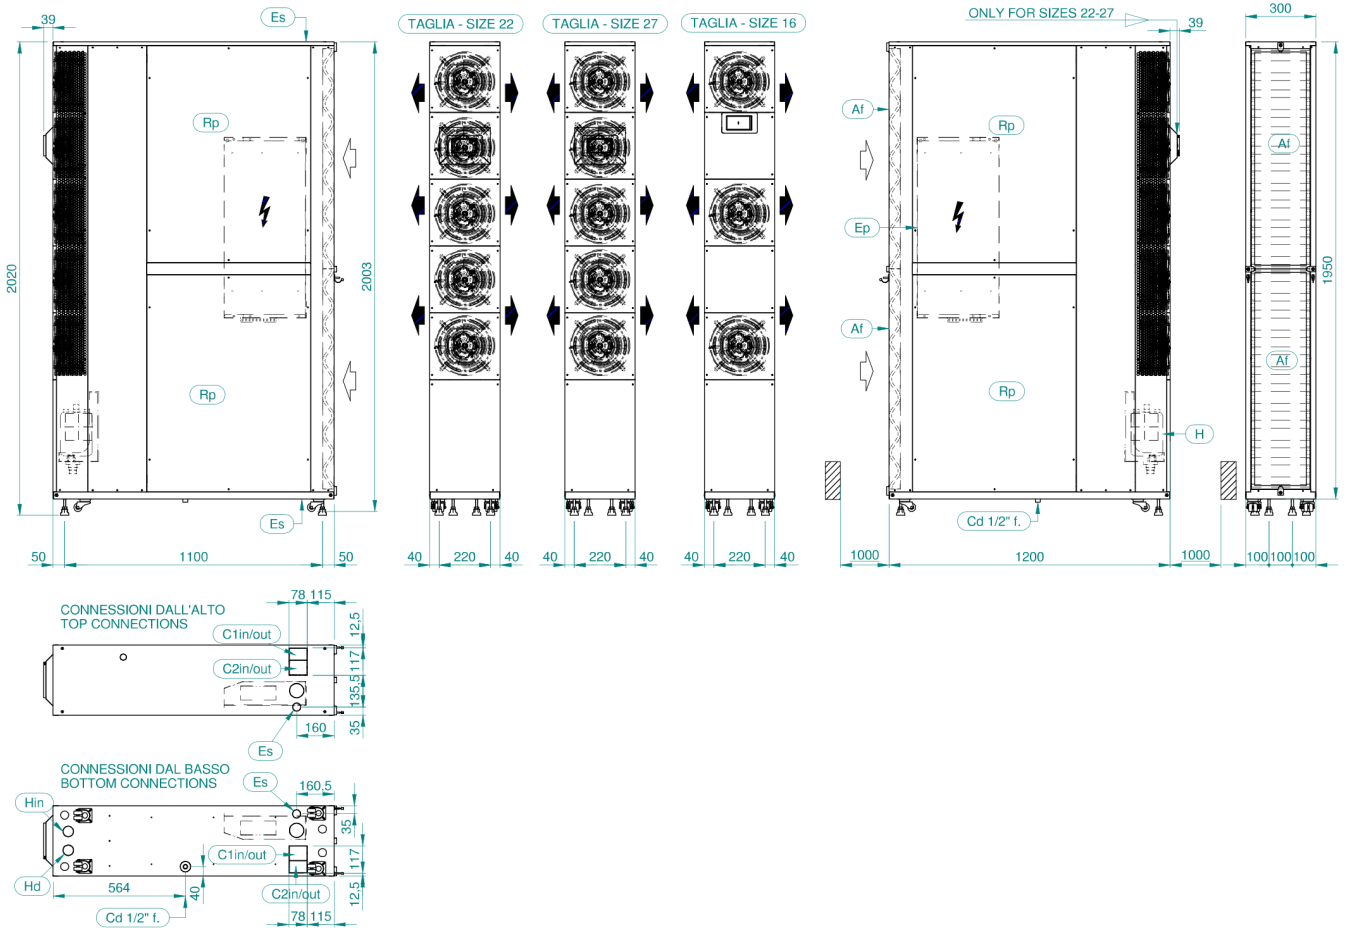 39
Es
TAGLIA - SIZE 22
TAGLIA - SIZE 27
TAGLIA - SIZE 16
ONLY FOR SIZES 22-27
39
300
Rp
Af
Rp
Af
Ep
2020
2003
1950
Af
Af
Rp
Rp
H
Es
Cd 1/2" f.
50
1100
50
40
220
40
40
220
40
40
220
40
1000
1200
1000
100
100
100
CONNESSIONI DALL'ALTO
TOP CONNECTIONS
78
115
12,5
C1in/out
C2in/out
117
135,5
35
160
Es
CONNESSIONI DAL BASSO
BOTTOM CONNECTIONS
Es
160,5
Hin
35
C1in/out
117
Hd
564
40
C2in/out
12,5
Cd 1/2" f.
78
115